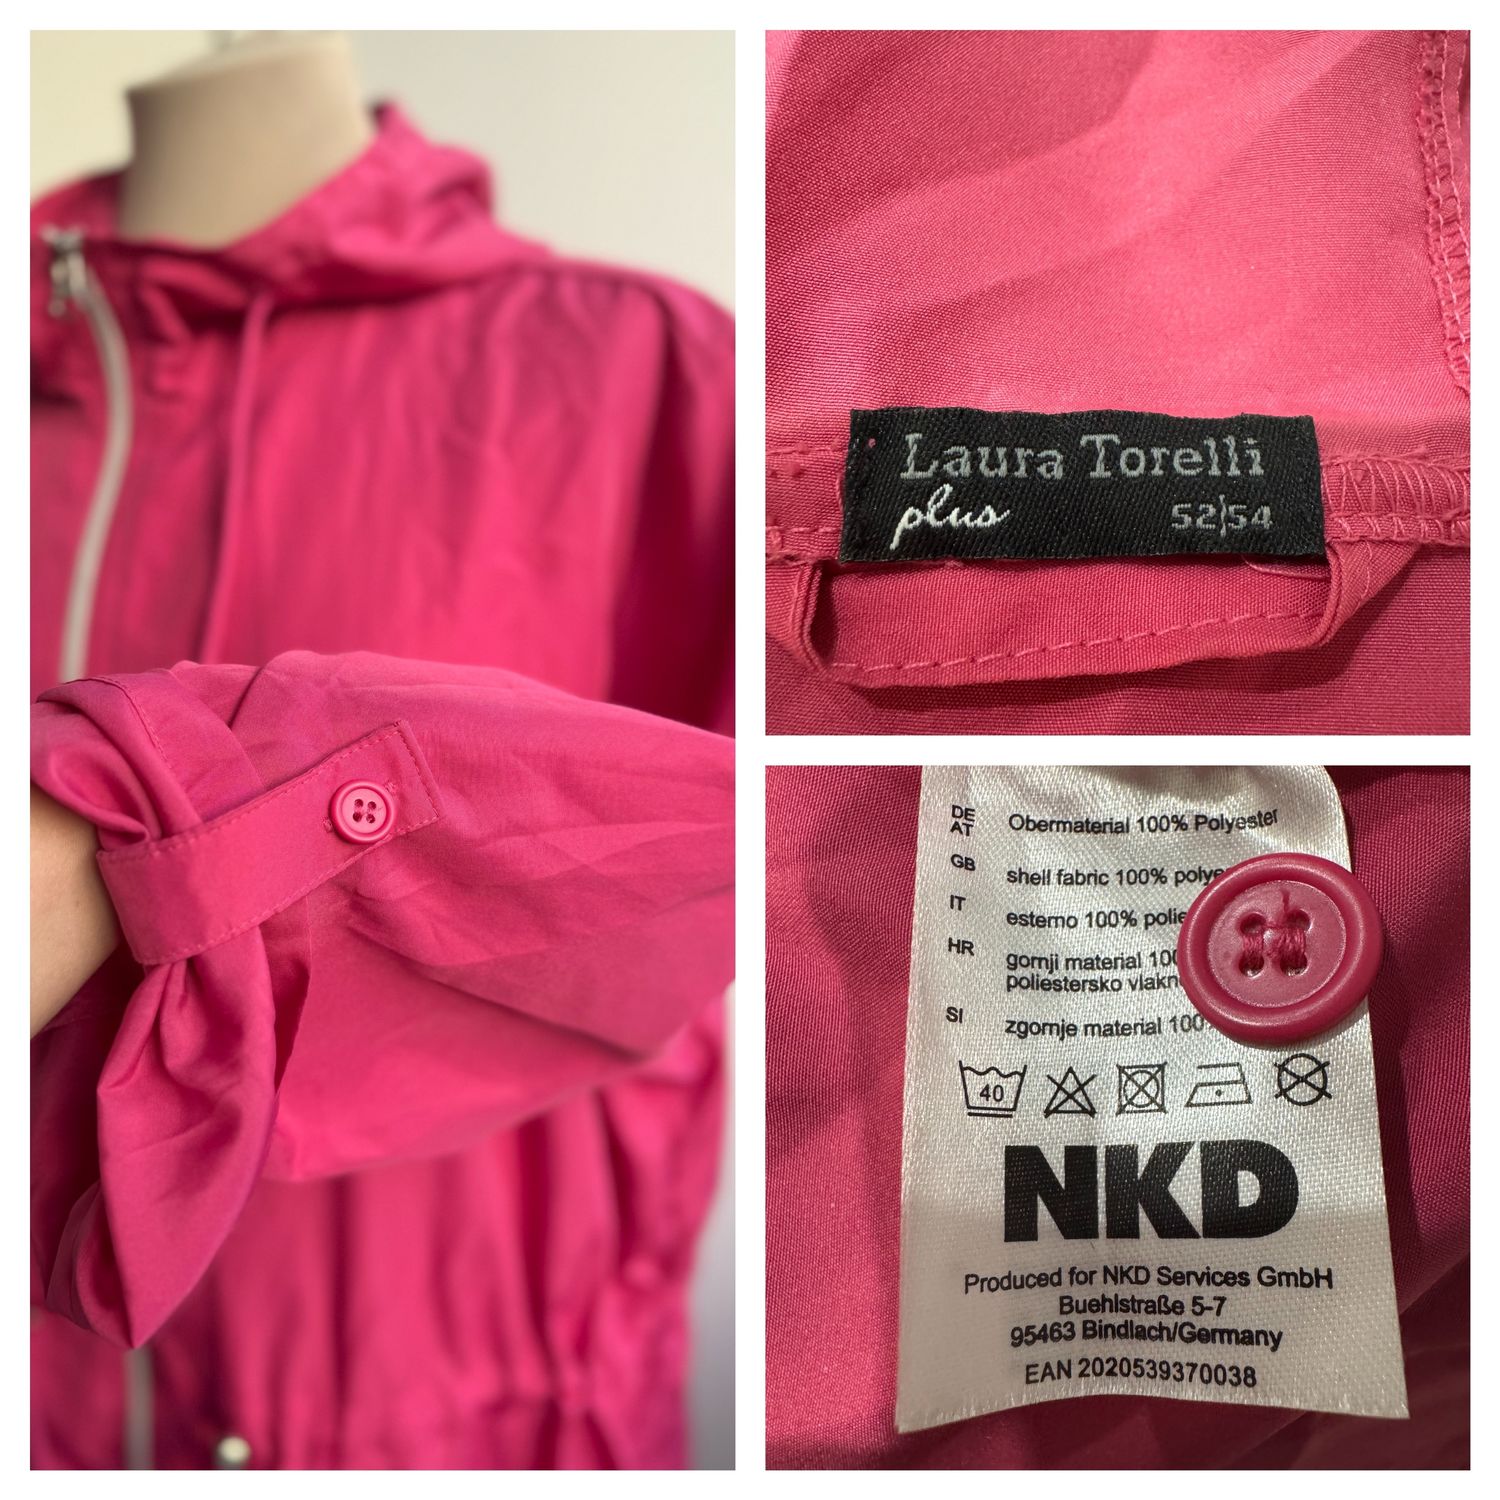 Laura Torelli
plus 52|54
DE
AT Obermaterial 100% Polyester
GB shell fabric 100%
IT esterno 100%
HR gornji material
poliestersko
SI zgornje material
40
NKD
Produced for NKD Services GmbH
Buehlstraße 5-7
95463 Bindlach/Germany
EAN 2020539370038